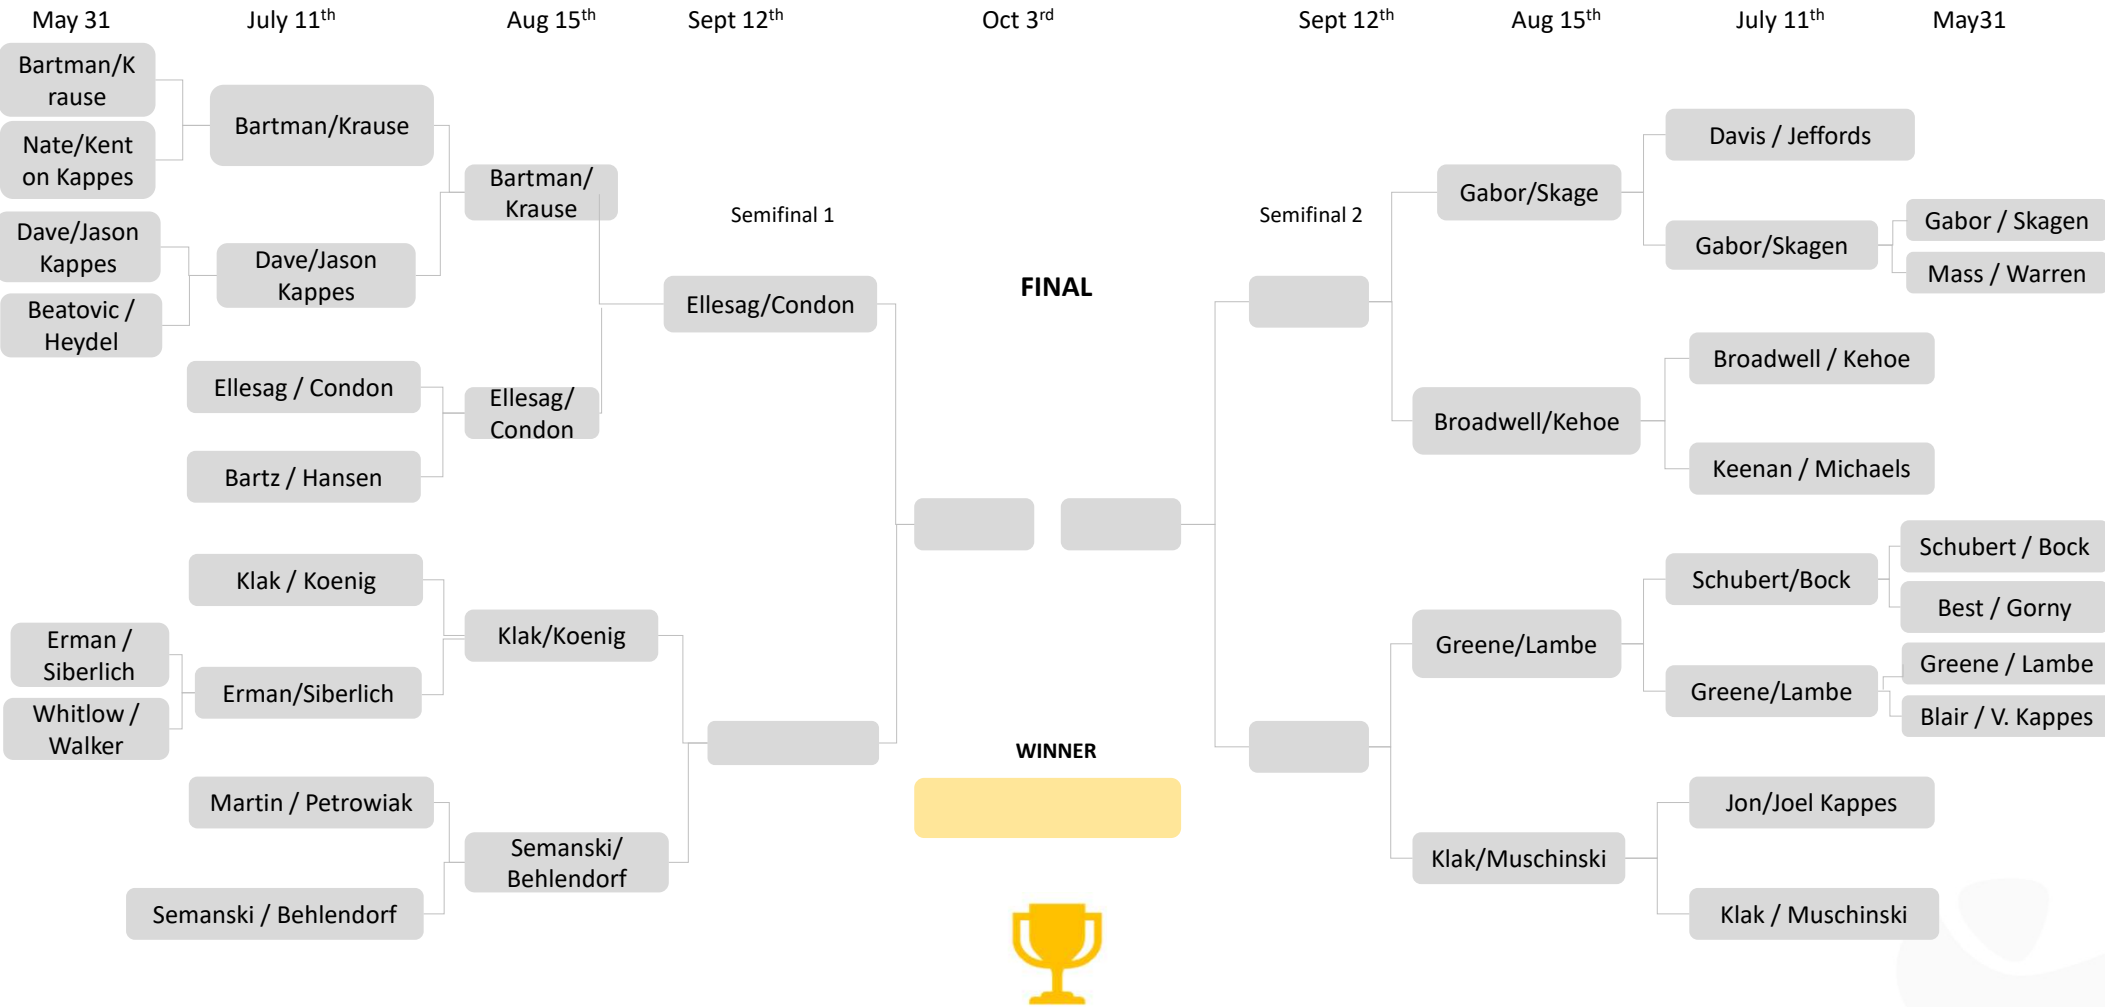 May 31
July 11th
Aug 15th
Sept 12th
Oct 3rd
Sept 12th
Aug 15th
July 11th
May31
Bartman/K
rause
Nate/Kent
on Kappes
Dave/Jason
Kappes
Beatovic /
Heydel
Erman /
Siberlich
Whitlow /
Walker
Bartman/Krause
Dave/Jason
Kappes
Ellesag / Condon
Bartz / Hansen
Klak / Koenig
Erman/Siberlich
Martin / Petrowiak
Semanski / Behlendorf
Bartman/
Krause
Ellesag/
Condon
Klak/Koenig
Semanski/
Behlendorf
Semifinal 1
Ellesag/Condon
FINAL
WINNER
Semifinal 2
Gabor/Skage
Broadwell/Kehoe
Greene/Lambe
Klak/Muschinski
Davis / Jeffords
Gabor/Skagen
Broadwell / Kehoe
Keenan / Michaels
Schubert/Bock
Greene/Lambe
Jon/Joel Kappes
Klak / Muschinski
Gabor / Skagen
Mass / Warren
Schubert / Bock
Best / Gorny
Greene / Lambe
Blair / V. Kappes